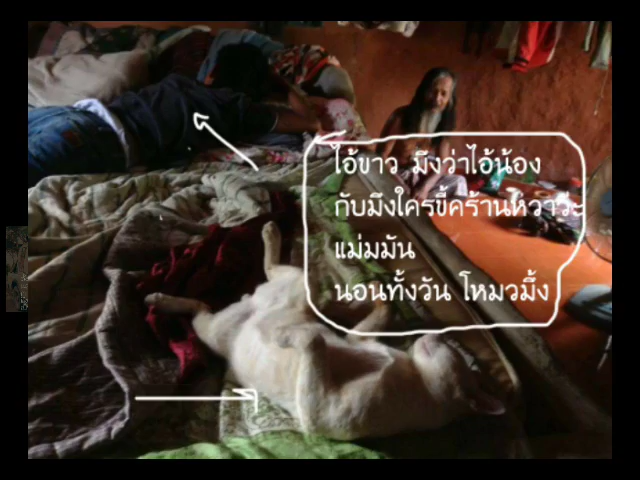 ไอ้ขาว มึงว่าไอ้น้อง
กับมึงใครขี้คร้านหวาว่ะ
แม่มมัน
นอนทั้งวัน โหมวมึ้ง